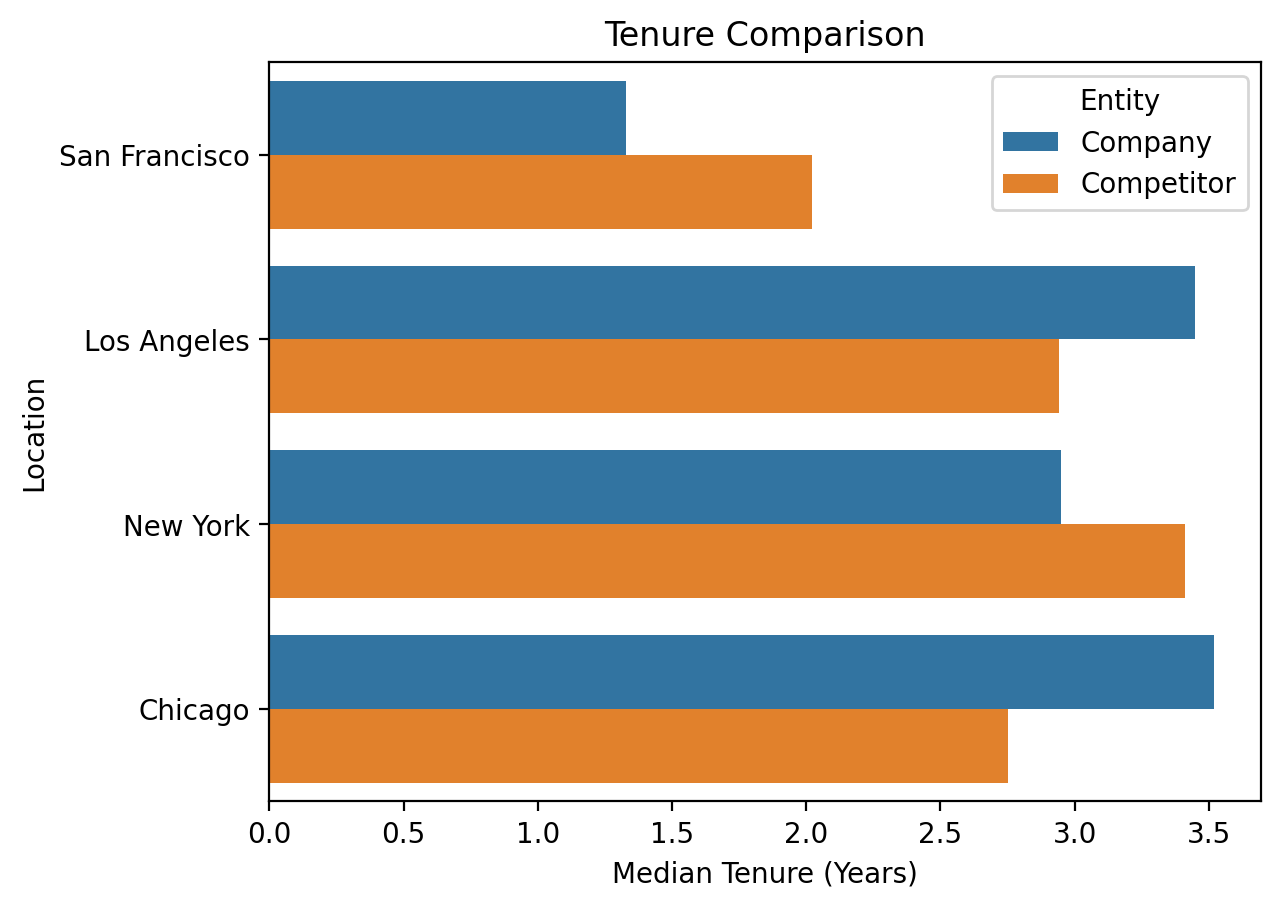 Tenure Comparison
Entity
Company
Competitor
San Francisco
Los Angeles
New York
Chicago
Location
0.0 0.5 1.0 1.5 2.0 2.5 3.0 3.5
Median Tenure (Years)